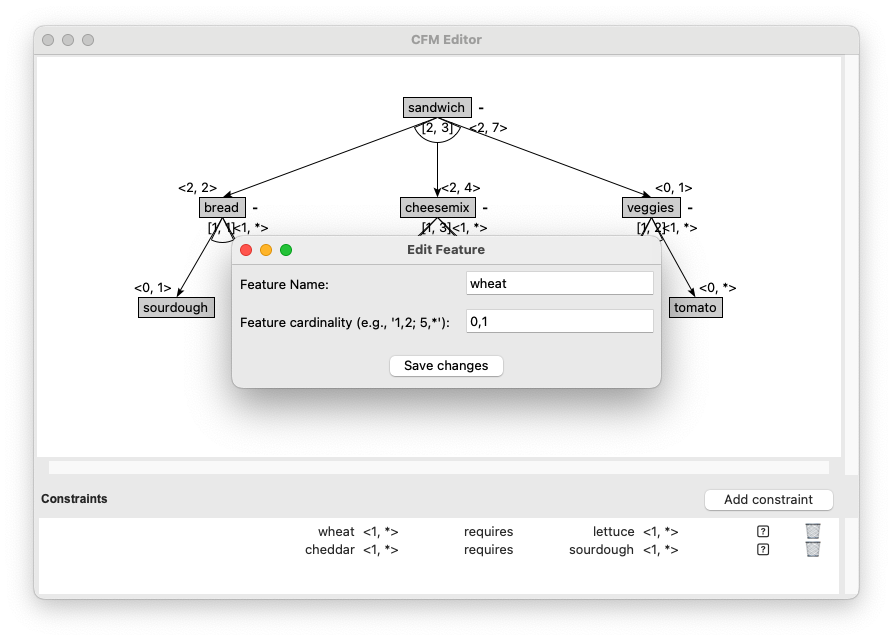 CFM Editor
sandwich -
[2, 3] <2, 7>
<2, 2> <2, 4> <0, 1>
bread - cheesemix - veggies -
[1, 1] <1, *> [1, 3] <1, *> [1, 2] <1, *>
Edit Feature
Feature Name: wheat
<0, 1> <0, *>
sourdough tomato
Feature cardinality (e.g., '1,2; 5,*'): 0,1
Save changes
Constraints Add constraint
wheat <1, *> requires lettuce <1, *> ?
cheddar <1, *> requires sourdough <1, *> ?